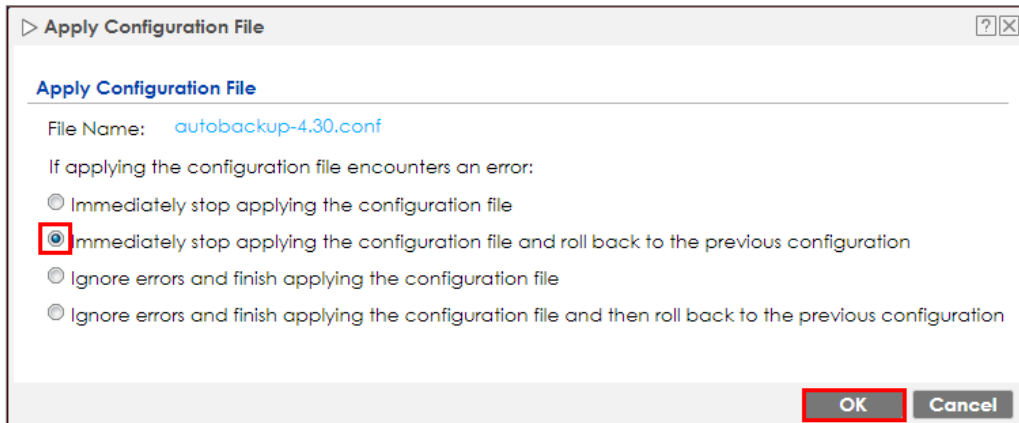 Apply Configuration File
Apply Configuration File
File Name: autobackup-4.30.conf
If applying the configuration file encounters an error:
Immediately stop applying the configuration file
Immediately stop applying the configuration file and roll back to the previous configuration
Ignore errors and finish applying the configuration file
Ignore errors and finish applying the configuration file and then roll back to the previous configuration
OK Cancel